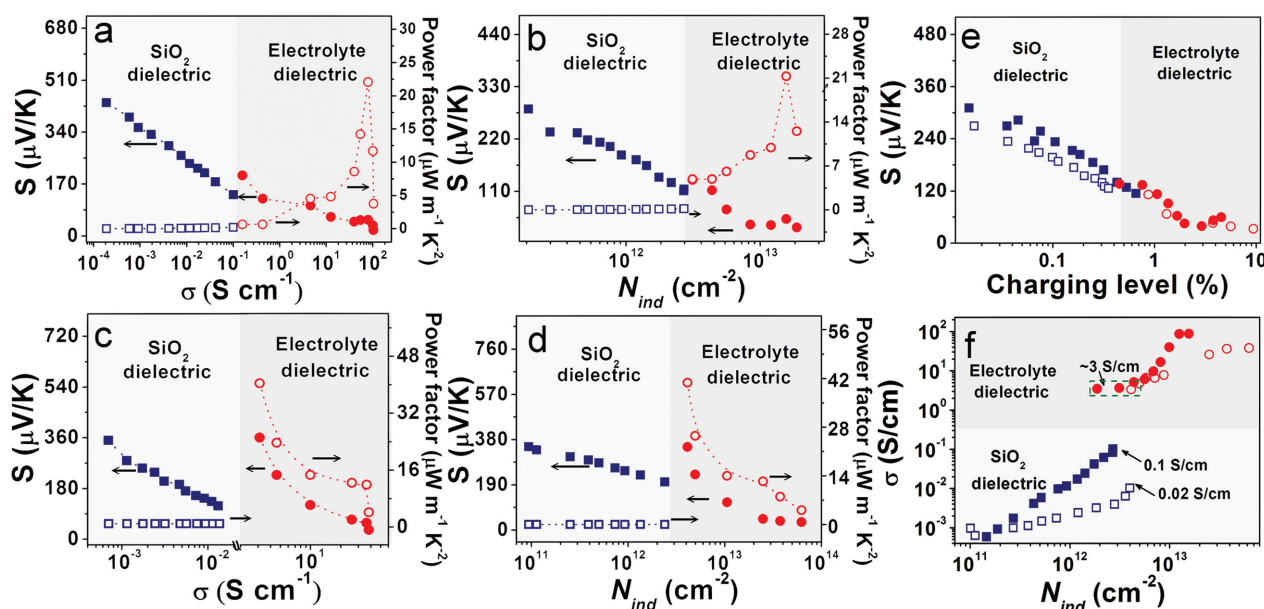 a
SiO2
dielectric
Electrolyte
dielectric
S (μV/K)
680
510
340
170
0
Power factor (μW m-1 K-2)
30
25
20
15
10
5
0
10-4
10-3
10-2
10-1
100
101
102
σ (S cm-1)
b
SiO2
dielectric
Electrolyte
dielectric
S (μV/K)
440
330
220
110
0
Power factor (μW m-1 K-2)
28
21
14
7
0
1012
1013
Nind (cm-2)
e
SiO2
dielectric
Electrolyte
dielectric
S (μV/K)
480
360
240
120
0
0.1
1
10
Charging level (%)
c
SiO2
dielectric
Electrolyte
dielectric
S (μV/K)
720
540
360
180
0
Power factor (μW m-1 K-2)
48
36
24
12
0
10-3
10-2
101
σ (S cm-1)
d
SiO2
dielectric
Electrolyte
dielectric
S (μV/K)
760
570
380
190
0
Power factor (μW m-1 K-2)
56
42
28
14
0
1011
1012
1013
1014
Nind (cm-2)
f
Electrolyte
dielectric
~3 S/cm
SiO2
dielectric
0.1 S/cm
0.02 S/cm
σ (S/cm)
102
101
100
10-1
10-2
10-3
1011
1012
1013
Nind (cm-2)